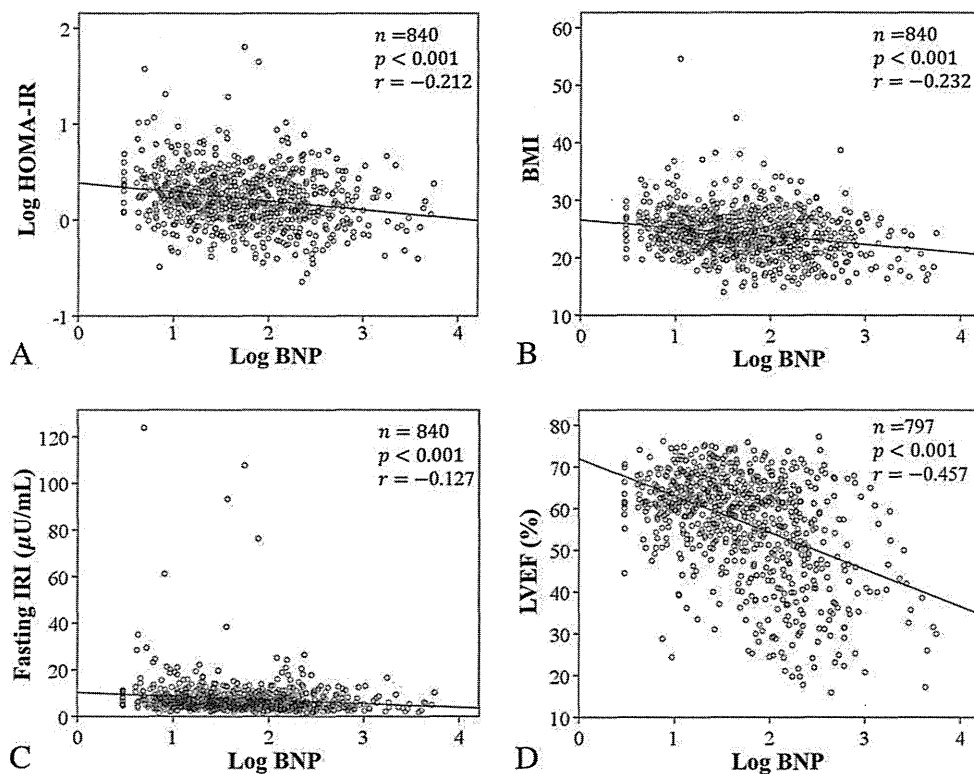 n=840
p < 0.001
r = −0.212
Log HOMA-IR
2
1
0
-1
0 1 2 3 4
A
Log BNP
n=840
p < 0.001
r = −0.232
BMI
60
50
40
30
20
10
0 1 2 3 4
B
Log BNP
n = 840
p < 0.001
r = −0.127
Fasting IRI (μU/mL)
120
100
80
60
40
20
0
0 1 2 3 4
C
Log BNP
n =797
p < 0.001
r = −0.457
LVEF (%)
80
70
60
50
40
30
20
10
0 1 2 3 4
D
Log BNP